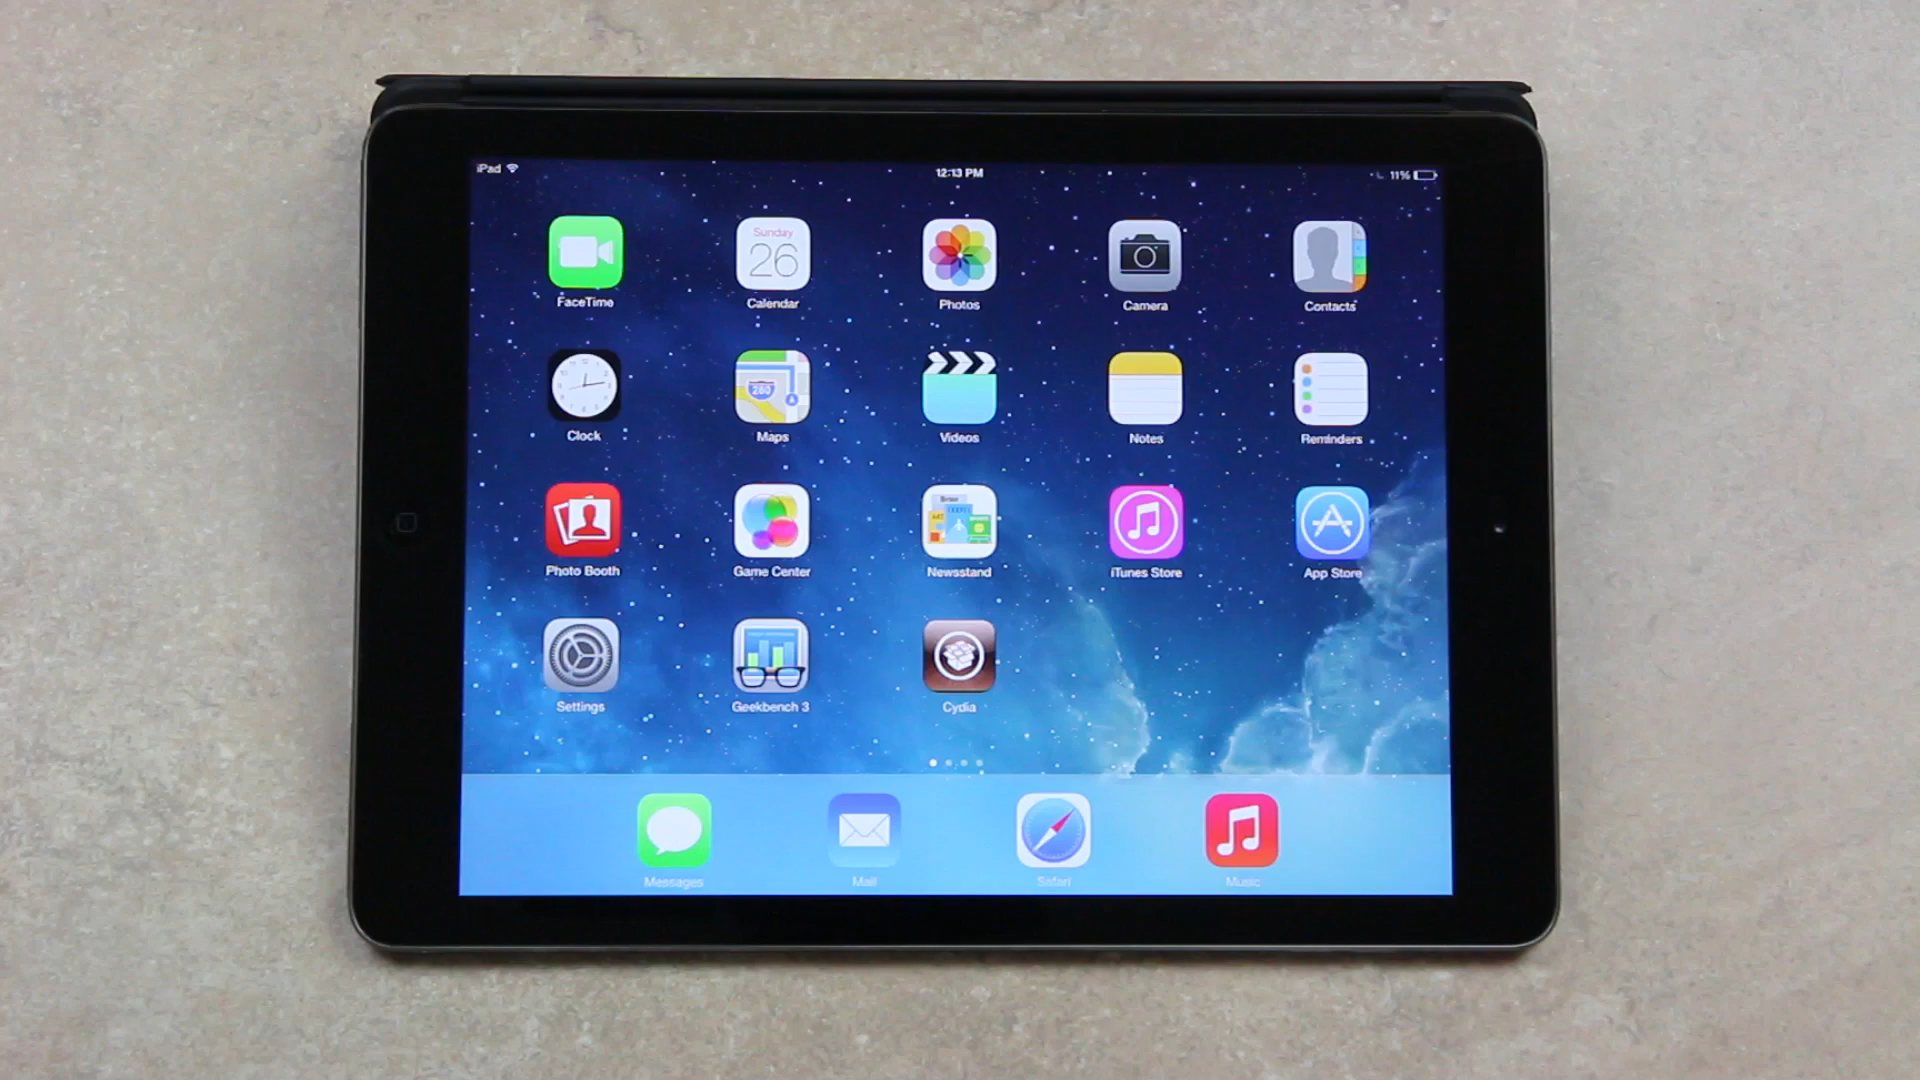 iPad
12:13 PM
11%
Sunday
26
FaceTime
Calendar
Photos
Camera
Contacts
280
Clock
Maps
Videos
Notes
Reminders
Photo Booth
Game Center
Newsstand
iTunes Store
App Store
Settings
Geekbench 3
Cydia
Messages
Mail
Safari
Music